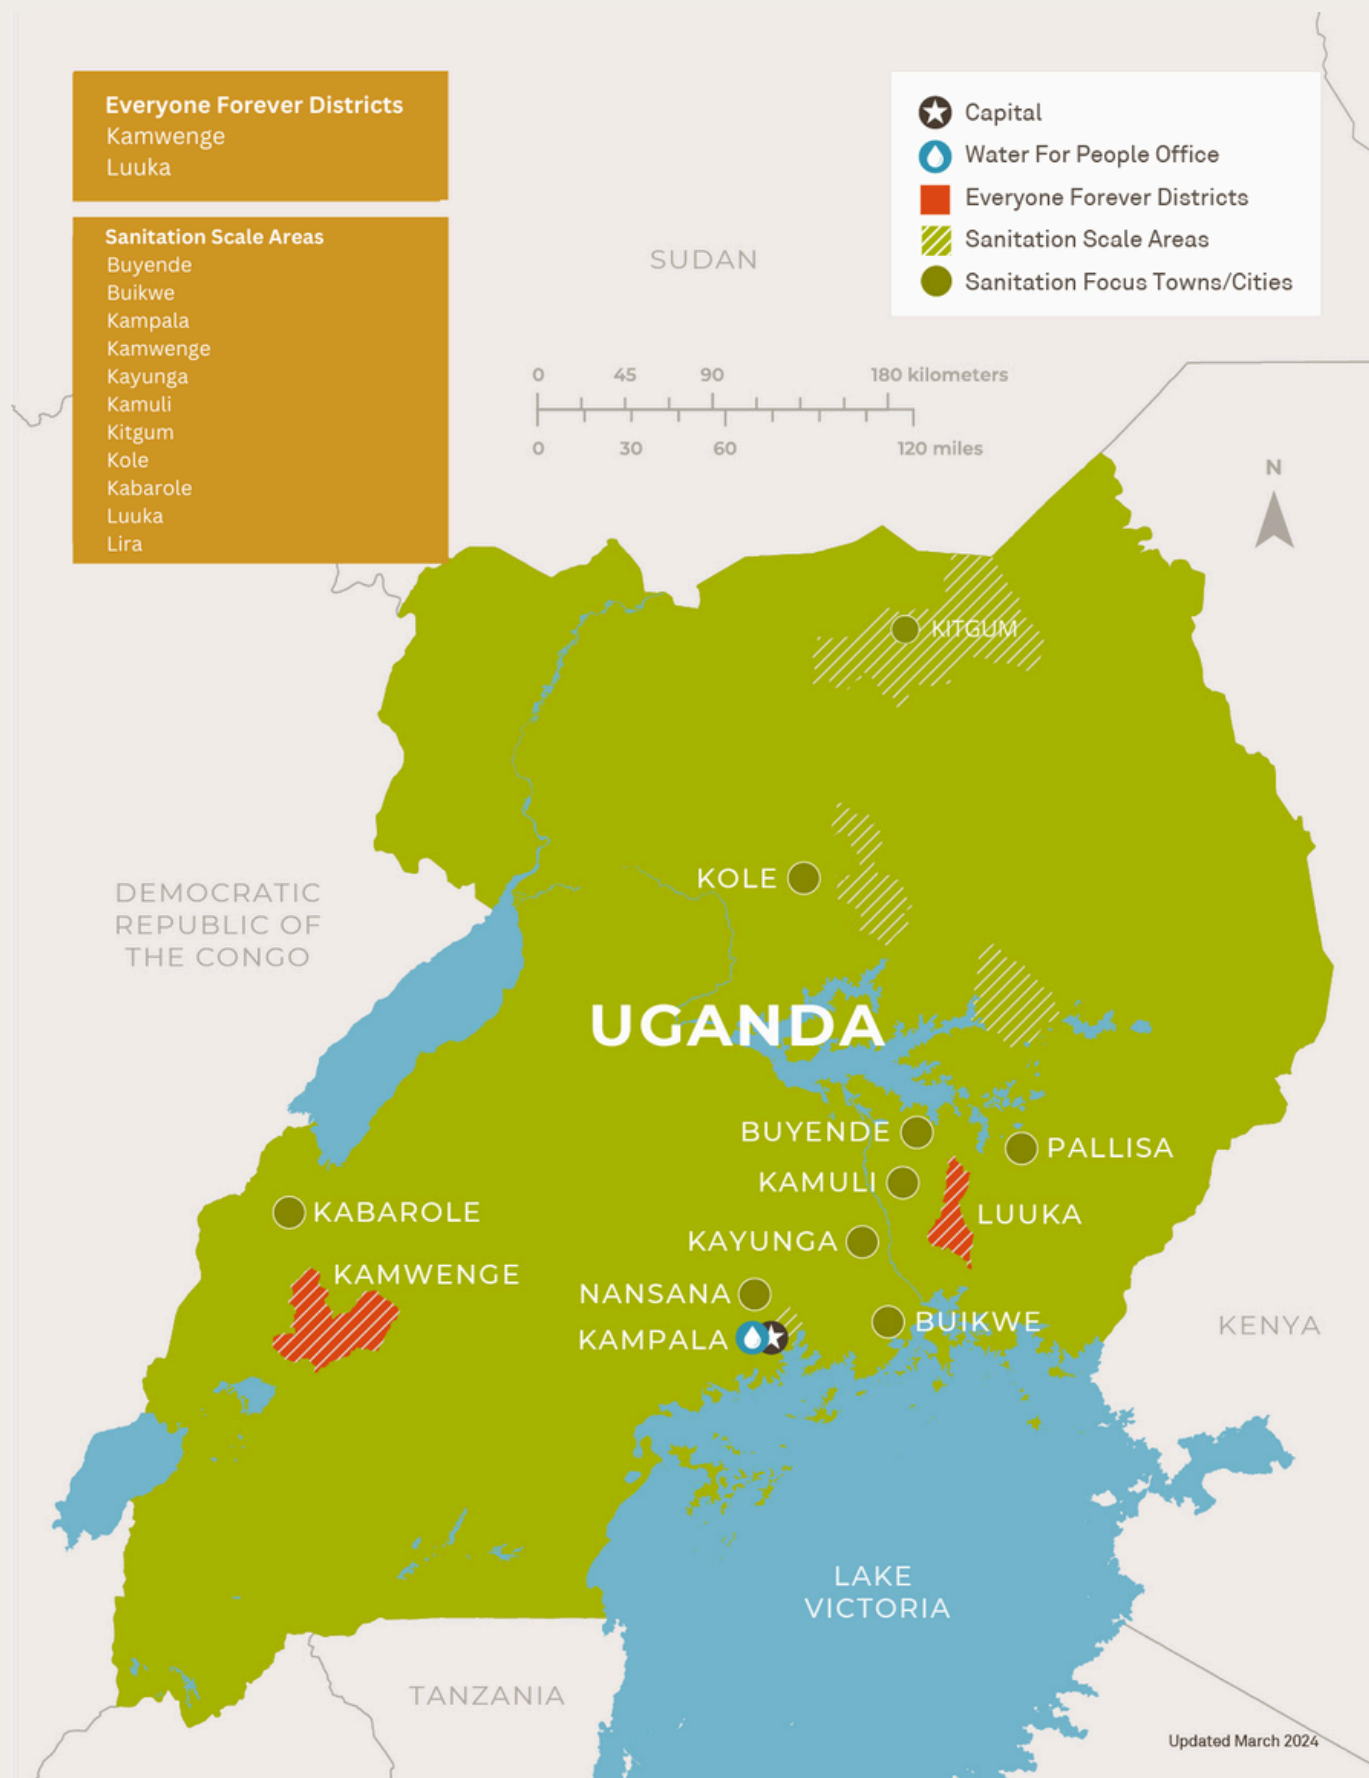 Everyone Forever Districts
Kamwenge
Luuka
Sanitation Scale Areas
Buyende
Buikwe
Kampala
Kamwenge
Kayunga
Kamuli
Kitgum
Kole
Kabarole
Luuka
Lira
Capital
Water For People Office
Everyone Forever Districts
Sanitation Scale Areas
Sanitation Focus Towns/Cities
SUDAN
0 45 90 180 kilometers
0 30 60 120 miles
N
KITGUM
KOLE
DEMOCRATIC
REPUBLIC OF
THE CONGO
UGANDA
BUYENDE
PALLISA
KAMULI
KABAROLE
LUUKA
KAYUNGA
KAMWENGE
NANSANA
BUIKWE
KAMPALA
KENYA
LAKE
VICTORIA
TANZANIA
Updated March 2024